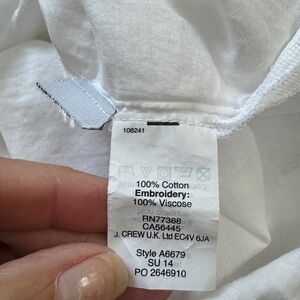 108241
100% Cotton
Embroidery:
100% Viscose
RN77388
CA56445
J. CREW U.K. Ltd EC4V 6JA
Style A6679
SU 14
PO 2646910